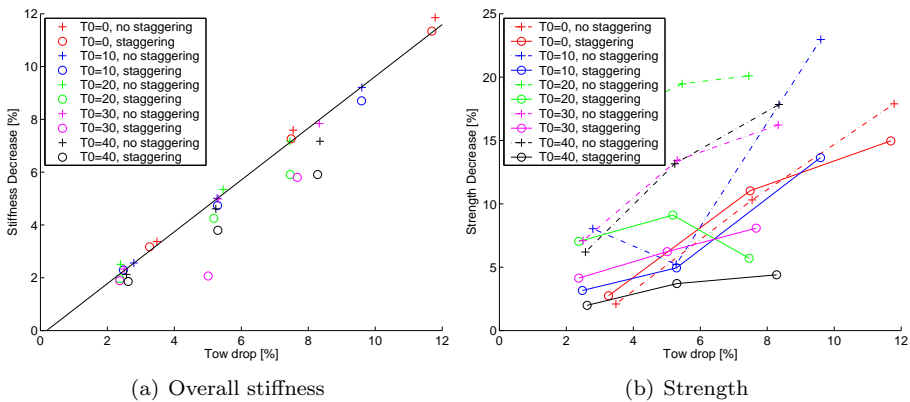 14
12
10
8
6
4
2
0
Stiffness Decrease [%]
T0=0, no staggering
T0=0, staggering
T0=10, no staggering
T0=10, staggering
T0=20, no staggering
T0=20, staggering
T0=30, no staggering
T0=30, staggering
T0=40, no staggering
T0=40, staggering
0 2 4 6 8 10 12
Tow drop [%]
(a) Overall stiffness
25
20
15
10
5
0
Strength Decrease [%]
T0=0, no staggering
T0=0, staggering
T0=10, no staggering
T0=10, staggering
T0=20, no staggering
T0=20, staggering
T0=30, no staggering
T0=30, staggering
T0=40, no staggering
T0=40, staggering
0 2 4 6 8 10 12
Tow drop [%]
(b) Strength